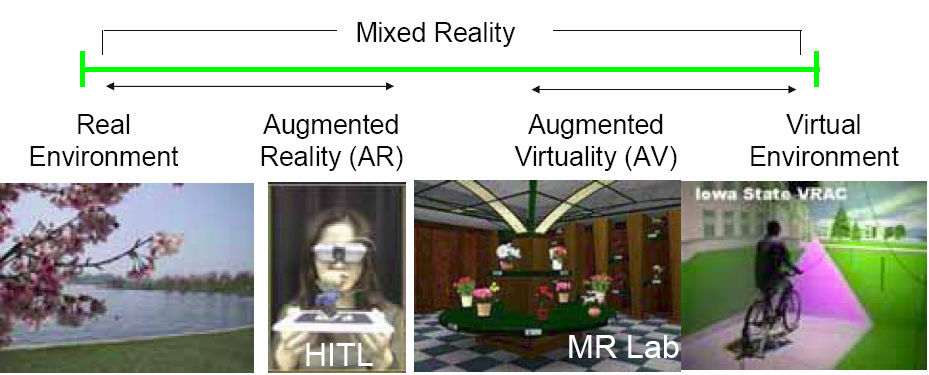 Mixed Reality
Real
Environment
Augmented
Reality (AR)
Augmented
Virtuality (AV)
Virtual
Environment
HITL
MR Lab
Iowa State VRAC